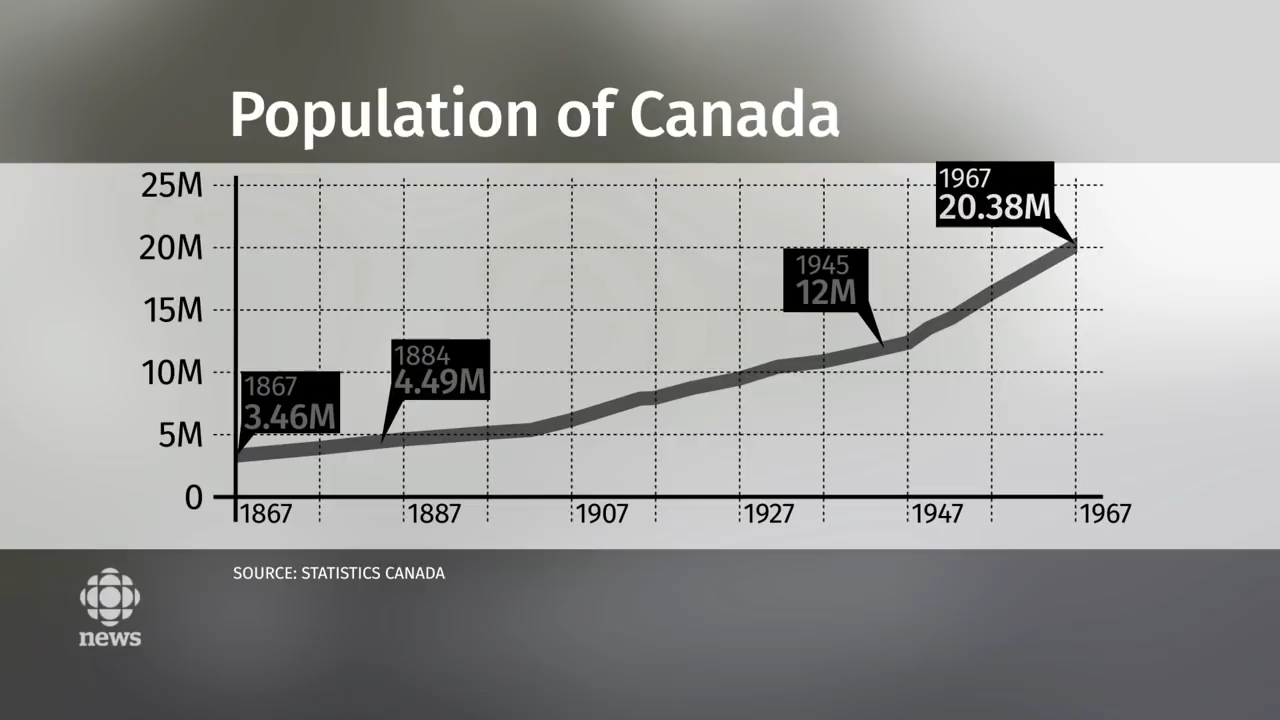 Population of Canada
25M
20M
15M
10M
5M
0
1967
20.38M
1945
12M
1884
4.49M
1867
3.46M
1867 1887 1907 1927 1947 1967
SOURCE: STATISTICS CANADA
news